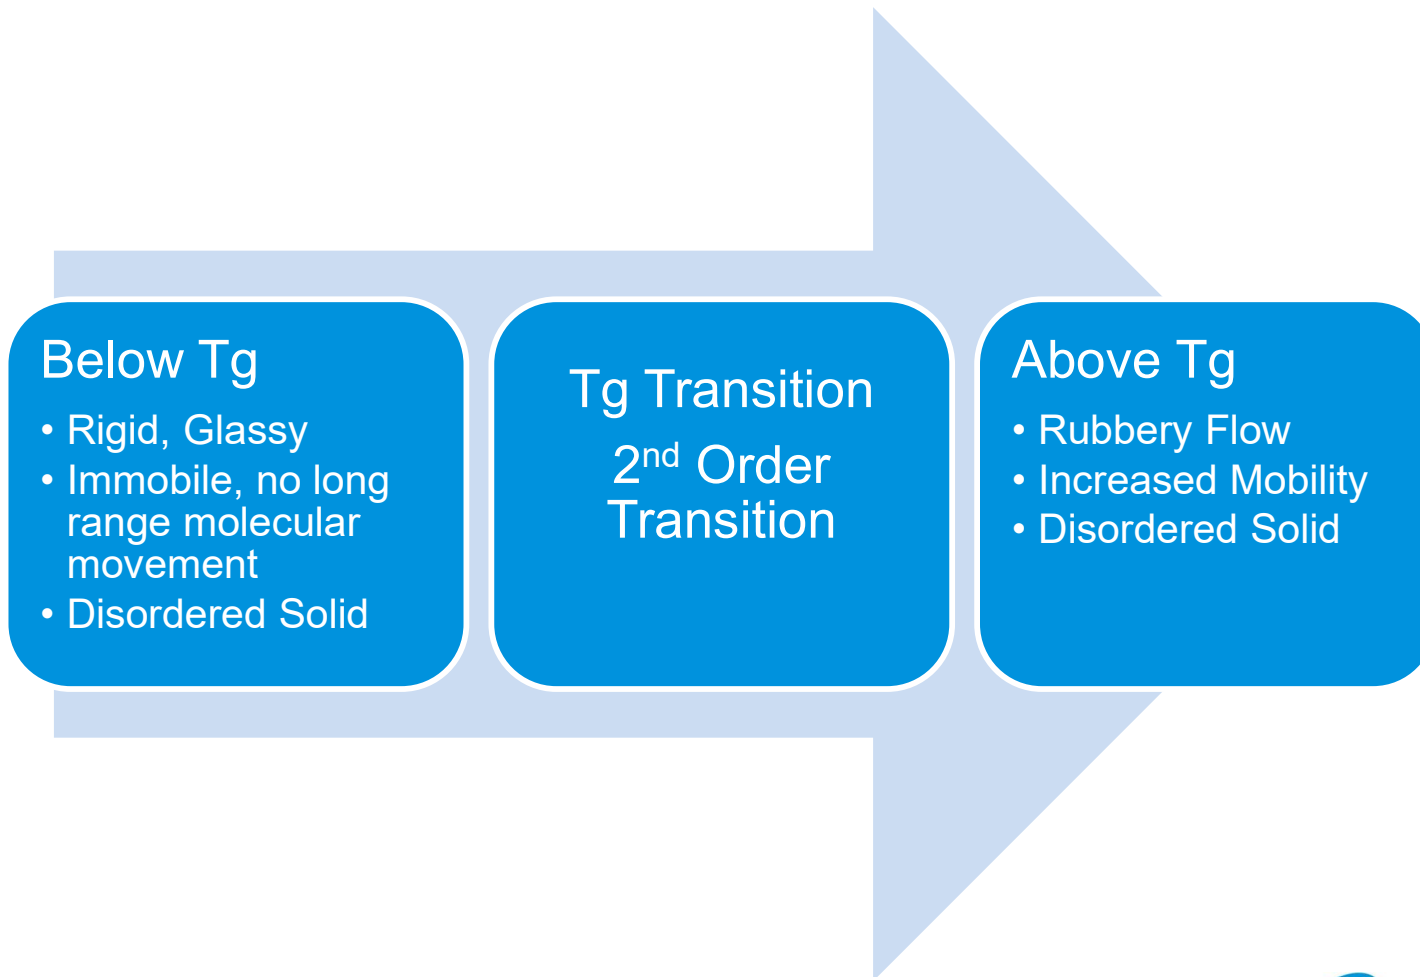 Below Tg
• Rigid, Glassy
• Immobile, no long
range molecular
movement
• Disordered Solid
Tg Transition
2nd Order
Transition
Above Tg
• Rubbery Flow
• Increased Mobility
• Disordered Solid